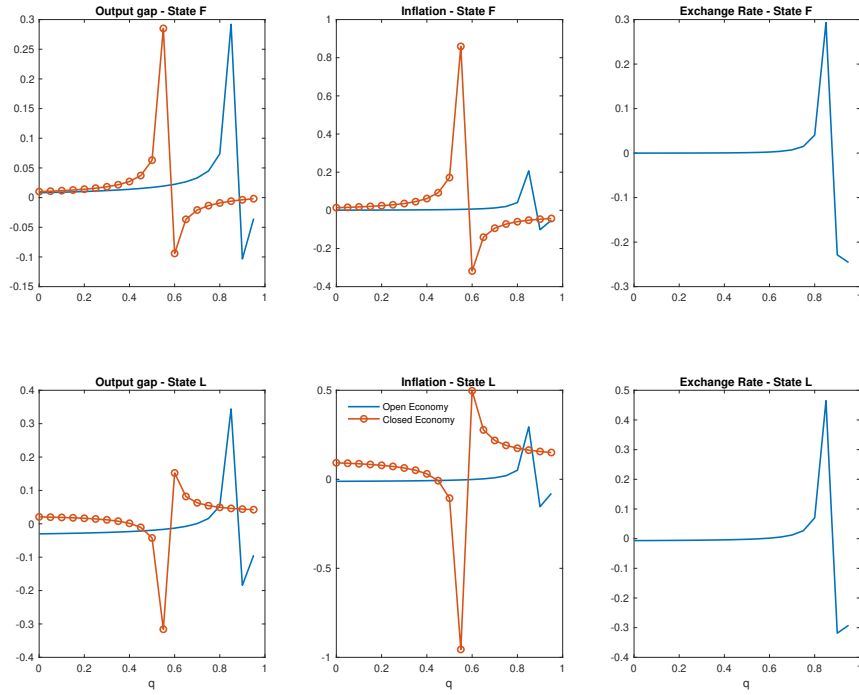 Output gap - State F
0.3
0.25
0.2
0.15
0.1
0.05
0
-0.05
-0.1
-0.15
0 0.2 0.4 0.6 0.8 1
Inflation - State F
1
0.8
0.6
0.4
0.2
0
-0.2
-0.4
0 0.2 0.4 0.6 0.8 1
Exchange Rate - State F
0.3
0.2
0.1
0
-0.1
-0.2
-0.3
0 0.2 0.4 0.6 0.8 1
Output gap - State L
0.4
0.3
0.2
0.1
0
-0.1
-0.2
-0.3
-0.4
0 0.2 0.4 0.6 0.8 1
q
Inflation - State L
0.5
0
-0.5
-1
Open Economy
Closed Economy
0 0.2 0.4 0.6 0.8 1
q
Exchange Rate - State L
0.5
0.4
0.3
0.2
0.1
0
-0.1
-0.2
-0.3
-0.4
0 0.2 0.4 0.6 0.8 1
q